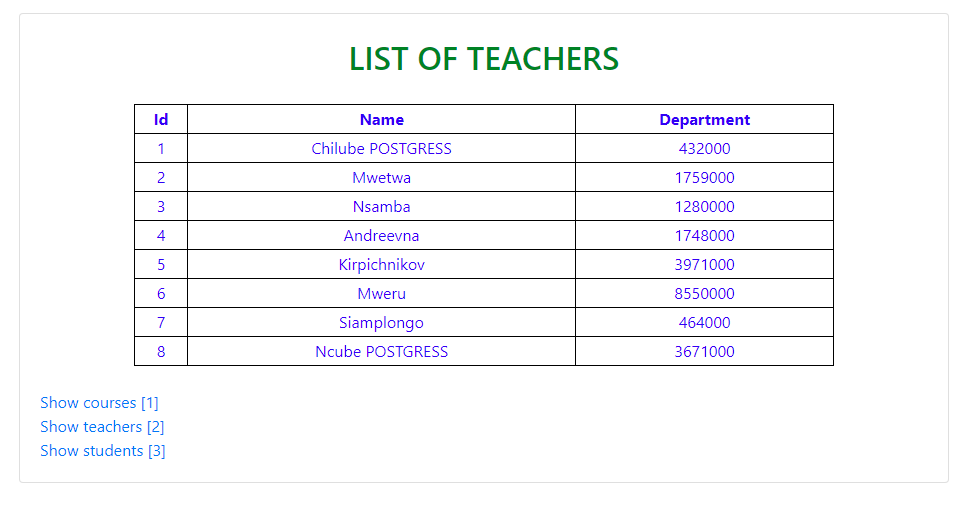 LIST OF TEACHERS
Id Name Department
1 Chilube POSTGRESS 432000
2 Mwetwa 1759000
3 Nsamba 1280000
4 Andreevna 1748000
5 Kirpichnikov 3971000
6 Mweru 8550000
7 Siamplongo 464000
8 Ncube POSTGRESS 3671000
Show courses [1]
Show teachers [2]
Show students [3]